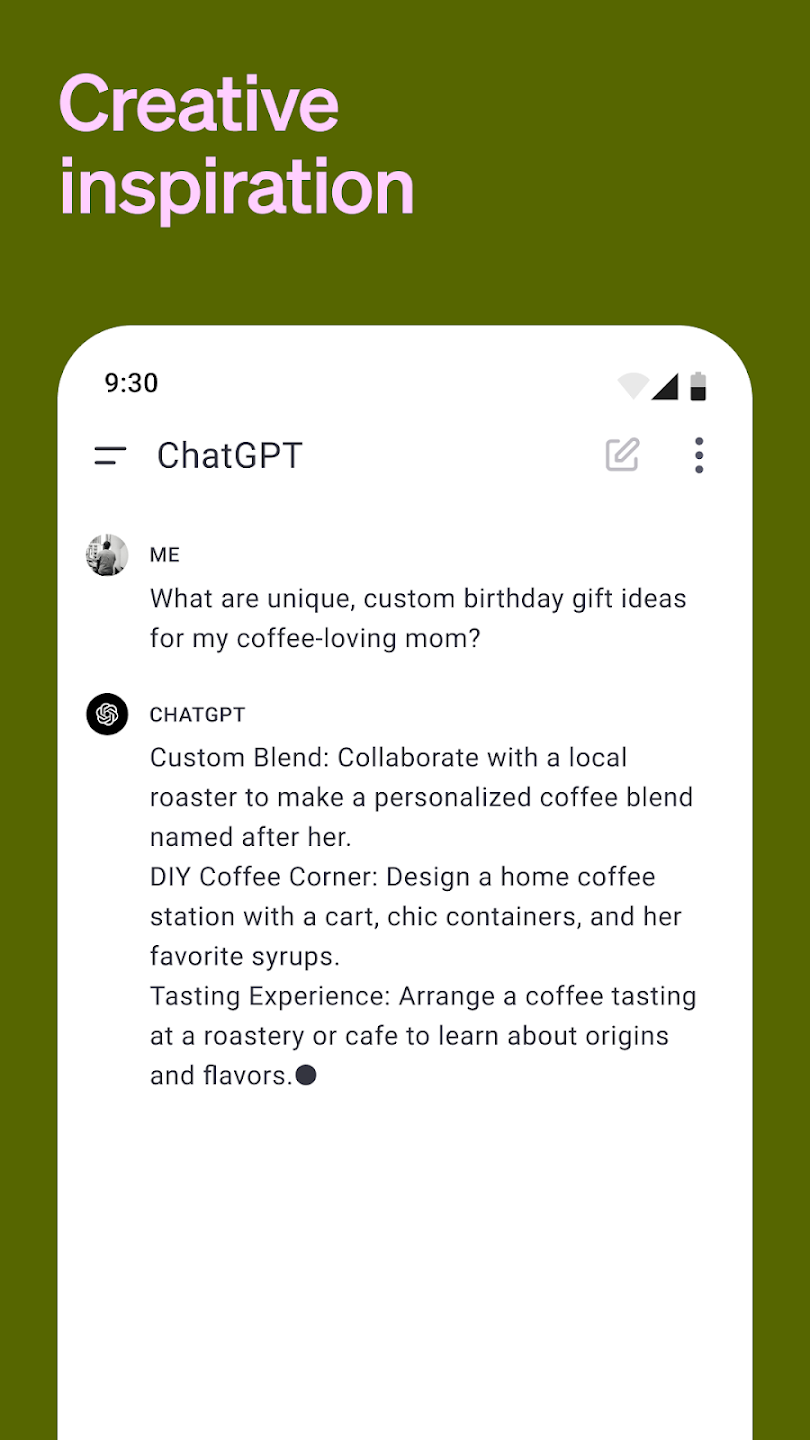 Creative
inspiration
9:30
ChatGPT
ME
What are unique, custom birthday gift ideas
for my coffee-loving mom?
CHATGPT
Custom Blend: Collaborate with a local
roaster to make a personalized coffee blend
named after her.
DIY Coffee Corner: Design a home coffee
station with a cart, chic containers, and her
favorite syrups.
Tasting Experience: Arrange a coffee tasting
at a roastery or cafe to learn about origins
and flavors.